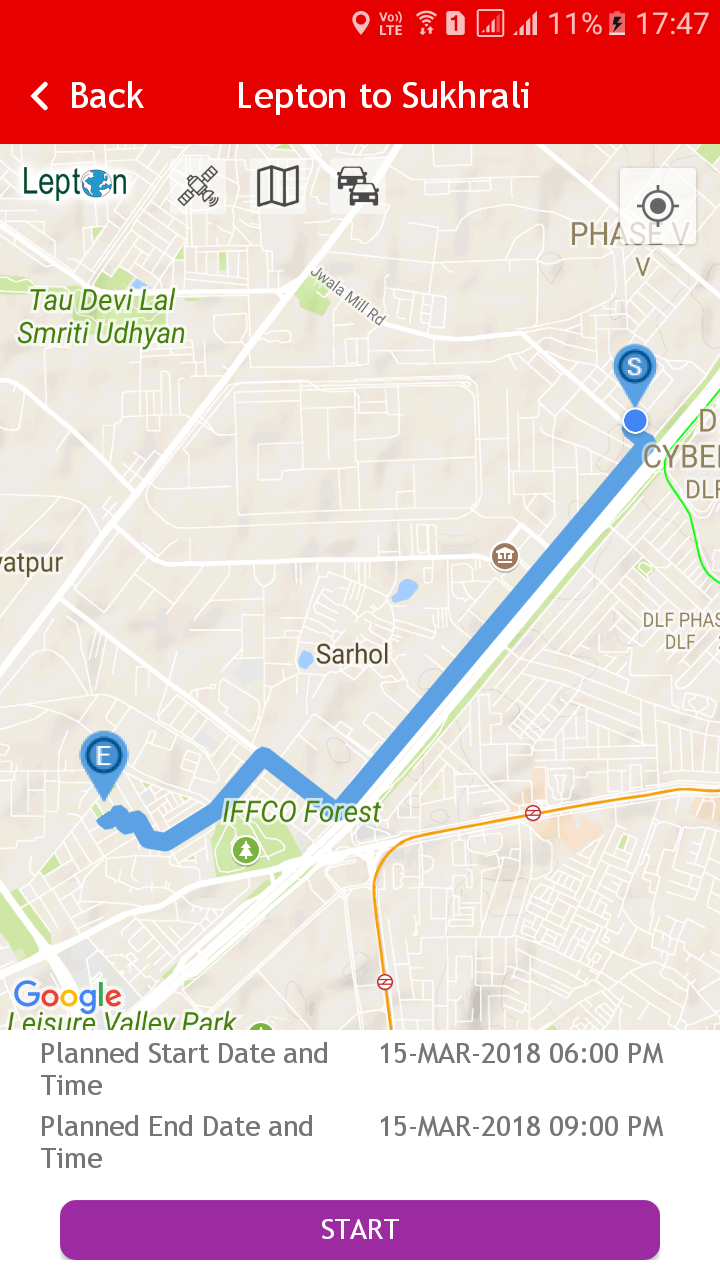 Vo))
LTE
1
11%
17:47
Back
Lepton to Sukhrali
Lepton
PHASE V
V
Jwala Mill Rd
Tau Devi Lal
Smriti Udhyan
S
D
CYBE
DLF
vatpur
DLF PHAS
DLF
Sarhol
E
IFFCO Forest
Google
Leisure Valley Park
Planned Start Date and
Time
15-MAR-2018 06:00 PM
Planned End Date and
Time
15-MAR-2018 09:00 PM
START